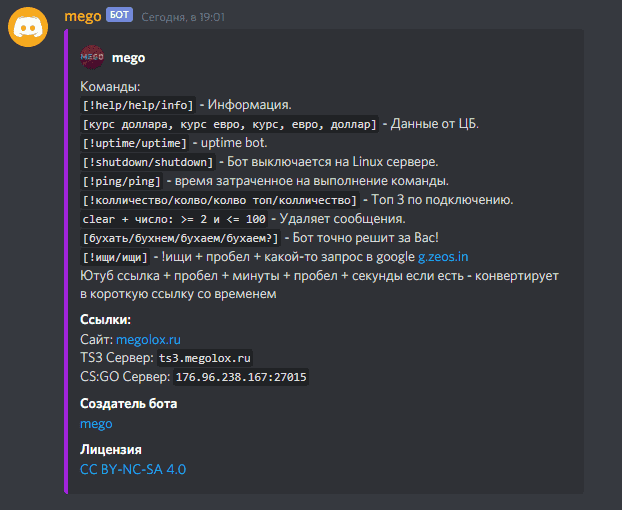 mego БОТ Сегодня, в 19:01
MEGO mego
Команды:
[!help/help/info] - Информация.
[курс доллара, курс евро, курс, евро, доллар] - Данные от ЦБ.
[!uptime/uptime] - uptime bot.
[!shutdown/shutdown] - Бот выключается на Linux сервере.
[!ping/ping] - время затраченное на выполнение команды.
[!колличество/колво/колво топ/колличество] - Топ 3 по подключению.
clear + число: >= 2 и <= 100 - Удаляет сообщения.
[бухать/бухнем/бухаем/бухаем?] - Бот точно решит за Вас!
[!ищи/ищи] - !ищи + пробел + какой-то запрос в google g.zeos.in
Ютуб ссылка + пробел + минуты + пробел + секунды если есть - конвертирует
в короткую ссылку со временем
Ссылки:
Сайт: megolox.ru
TS3 Сервер: ts3.megolox.ru
CS:GO Сервер: 176.96.238.167:27015
Создатель бота
mego
Лицензия
CC BY-NC-SA 4.0